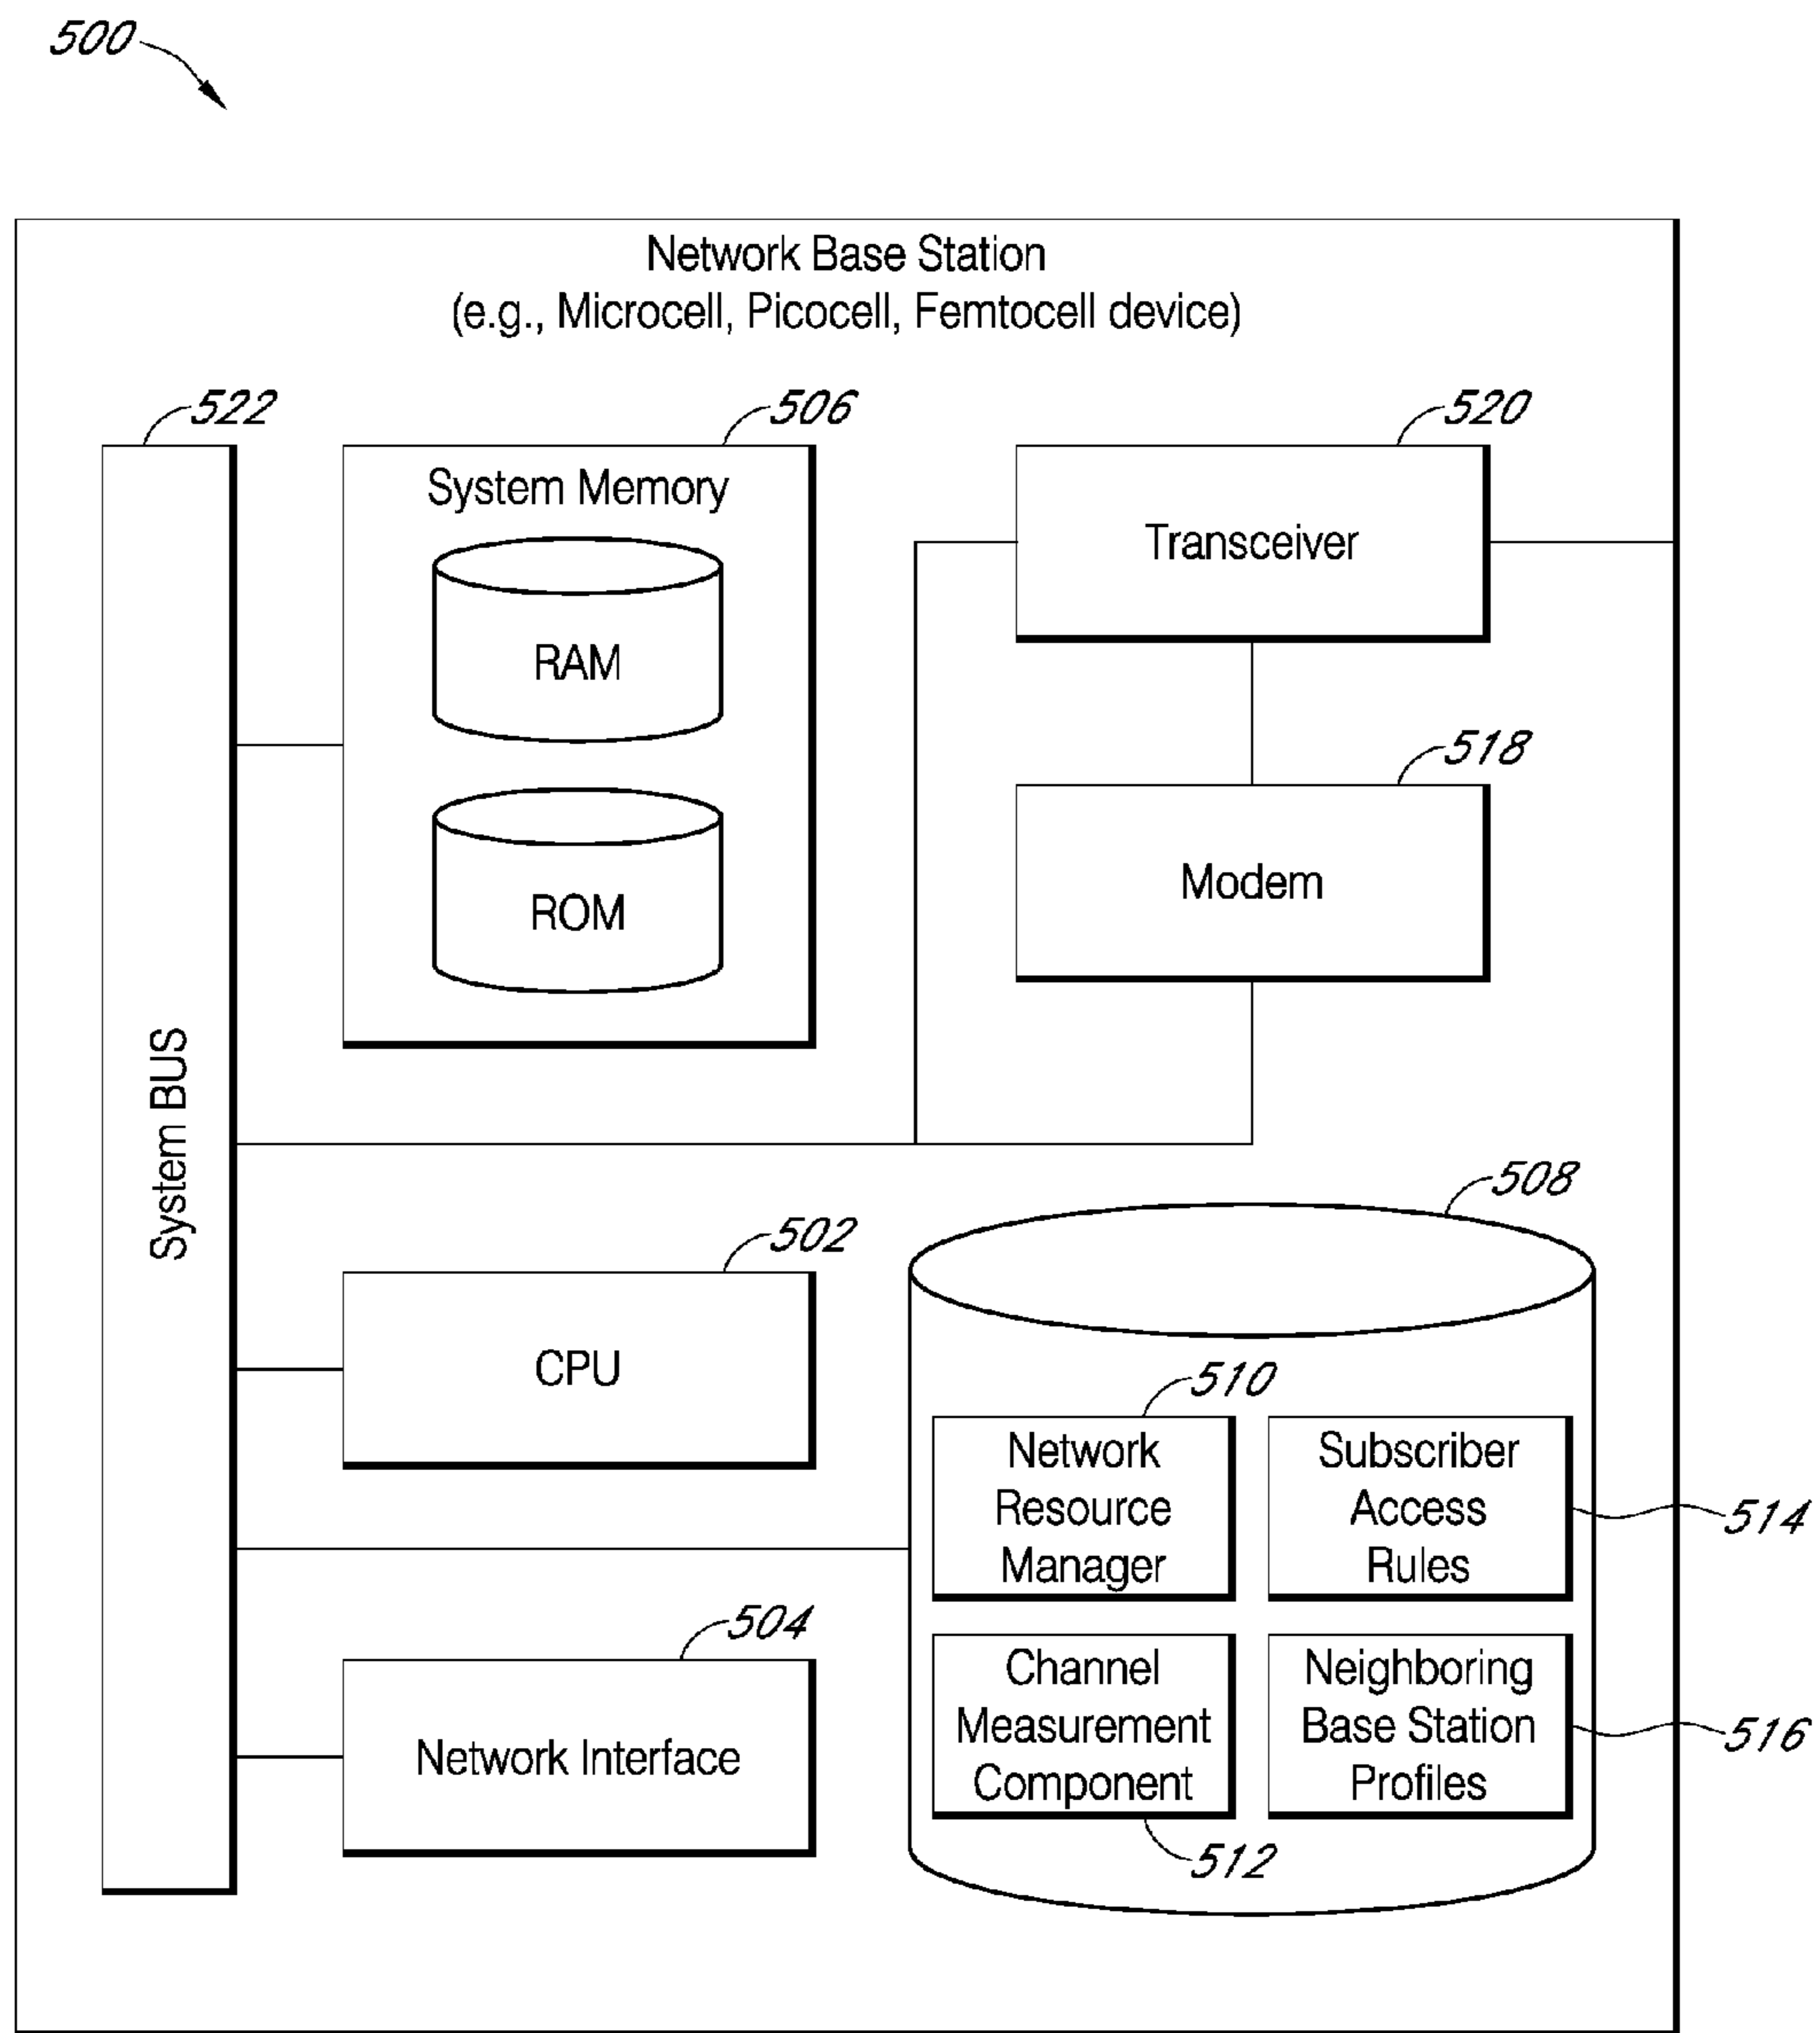 500
Network Base Station
(e.g., Microcell, Picocell, Femtocell device)
522
506
520
System Memory
Transceiver
RAM
518
Modem
ROM
System BUS
508
502
CPU
510
Network
Resource
Manager
Subscriber
Access
Rules
514
504
Network Interface
Channel
Measurement
Component
Neighboring
Base Station
Profiles
516
512